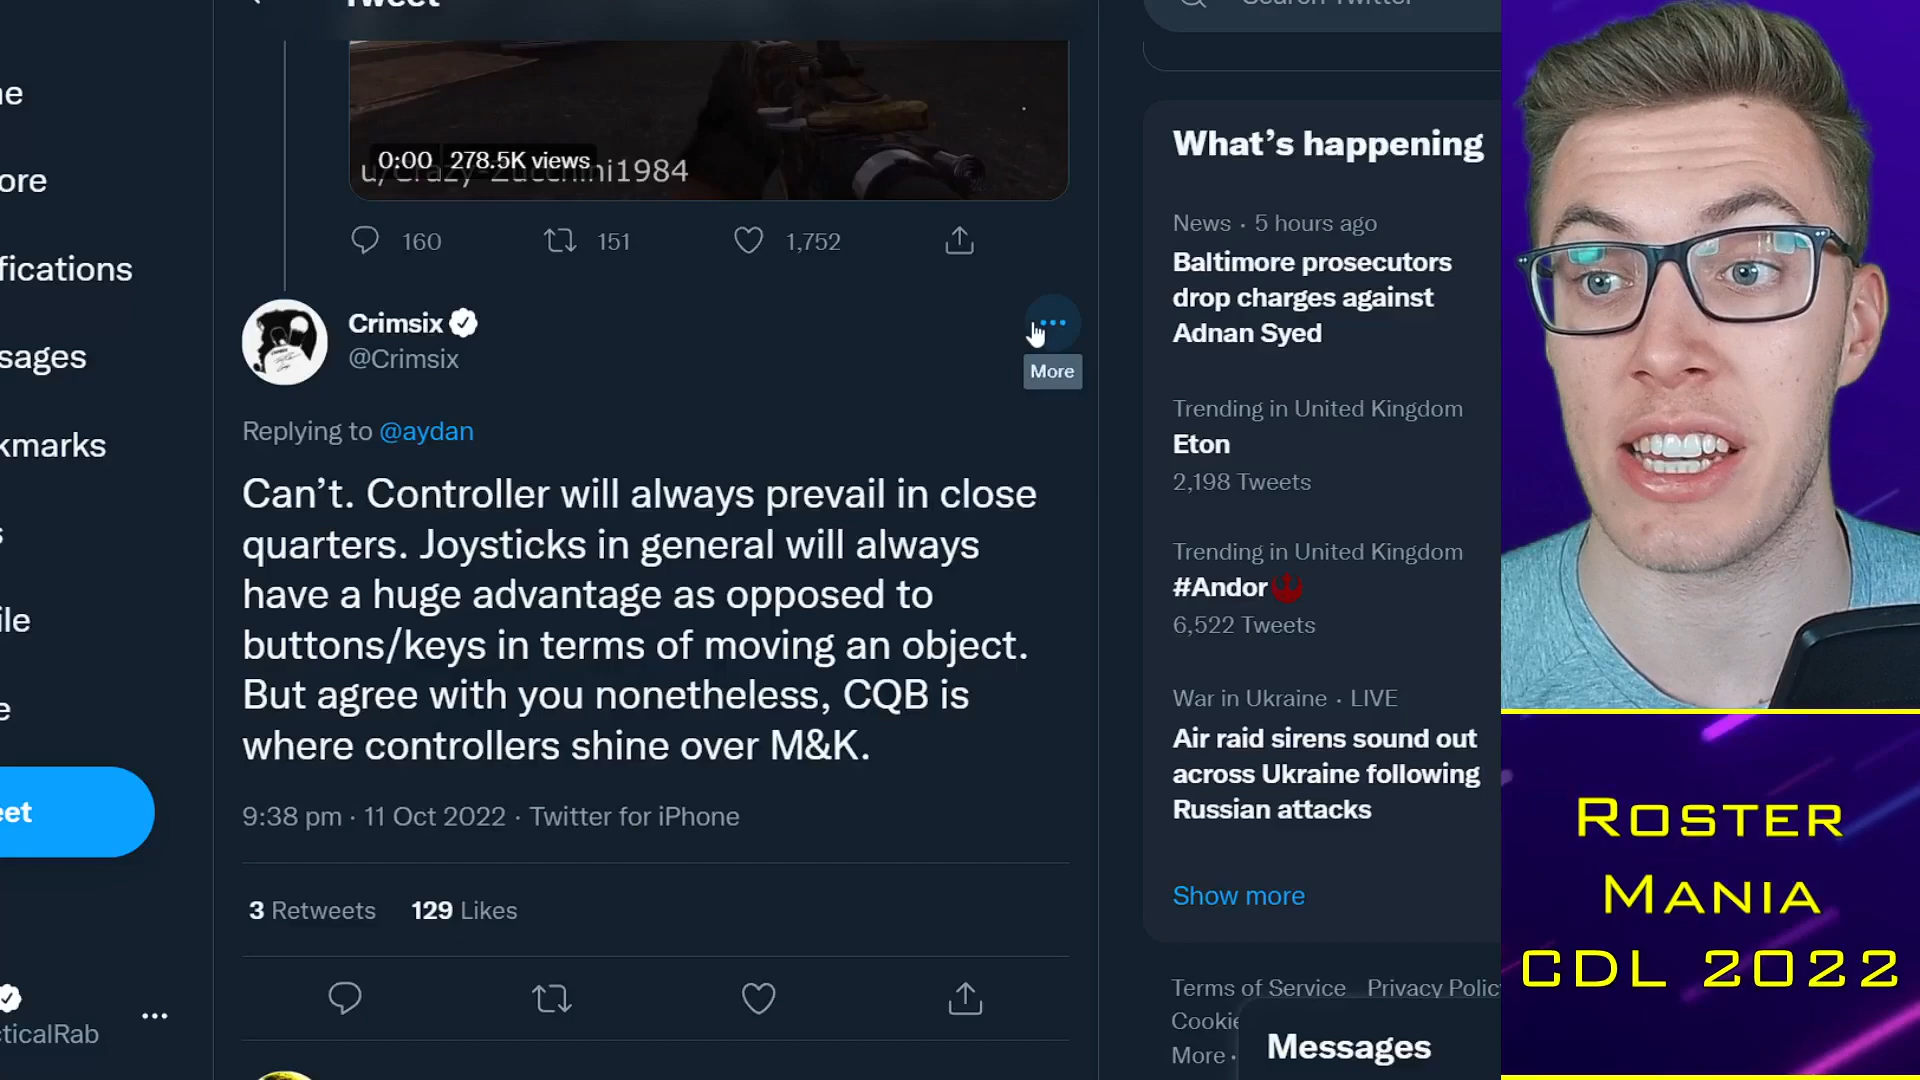 Tweet
Search Twitter
0:00 278.5K views
u/Crazy-Zucchini1984
160 151 1,752
Crimsix
@Crimsix
More
Replying to @aydan
Can't. Controller will always prevail in close
quarters. Joysticks in general will always
have a huge advantage as opposed to
buttons/keys in terms of moving an object.
But agree with you nonetheless, CQB is
where controllers shine over M&K.
9:38 pm · 11 Oct 2022 · Twitter for iPhone
3 Retweets 129 Likes
ne
ore
fications
sages
kmarks
s
ile
e
eet
cticalRab
What's happening
News · 5 hours ago
Baltimore prosecutors
drop charges against
Adnan Syed
Trending in United Kingdom
Eton
2,198 Tweets
Trending in United Kingdom
#Andor
6,522 Tweets
War in Ukraine · LIVE
Air raid sirens sound out
across Ukraine following
Russian attacks
Show more
Terms of Service Privacy Polic
Cookie
More ·
Messages
Roster
Mania
CDL 2022